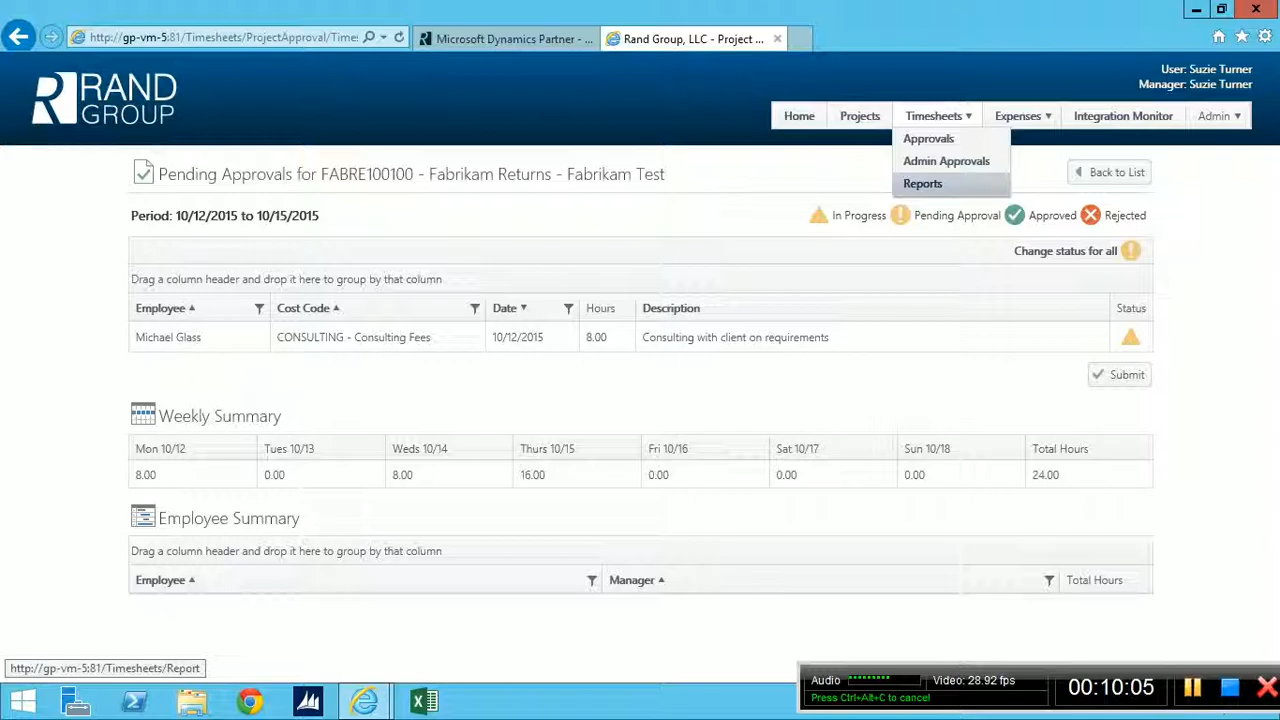 http://gp-vm-5:81/Timesheets/ProjectApproval/Time:
Microsoft Dynamics Partner - ...
Rand Group, LLC - Project ...
User: Suzie Turner
Manager: Suzie Turner
RAND
GROUP
Home Projects Timesheets Expenses Integration Monitor Admin
Approvals
Admin Approvals
Reports
Pending Approvals for FABRE100100 - Fabrikam Returns - Fabrikam Test
Back to List
Period: 10/12/2015 to 10/15/2015
In Progress Pending Approval Approved Rejected
Change status for all
Drag a column header and drop it here to group by that column
Employee Cost Code Date Hours Description Status
Michael Glass CONSULTING - Consulting Fees 10/12/2015 8.00 Consulting with client on requirements
Submit
Weekly Summary
Mon 10/12 Tues 10/13 Weds 10/14 Thurs 10/15 Fri 10/16 Sat 10/17 Sun 10/18 Total Hours
8.00 0.00 8.00 16.00 0.00 0.00 0.00 24.00
Employee Summary
Drag a column header and drop it here to group by that column
Employee Manager Total Hours
http://gp-vm-5:81/Timesheets/Report
Audio Video: 28.92 fps
Press Ctrl+Alt+C to cancel
00:10:05